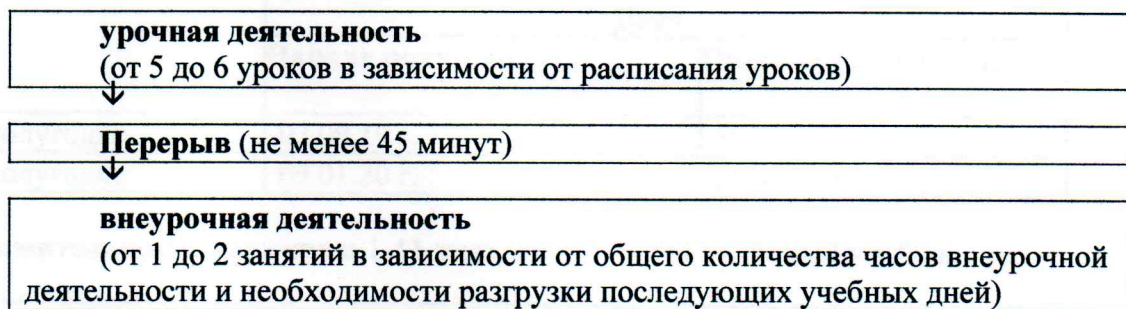 урочная деятельность
(от 5 до 6 уроков в зависимости от расписания уроков)
↓
Перерыв (не менее 45 минут)
↓
внеурочная деятельность
(от 1 до 2 занятий в зависимости от общего количества часов внеурочной
деятельности и необходимости разгрузки последующих учебных дней)